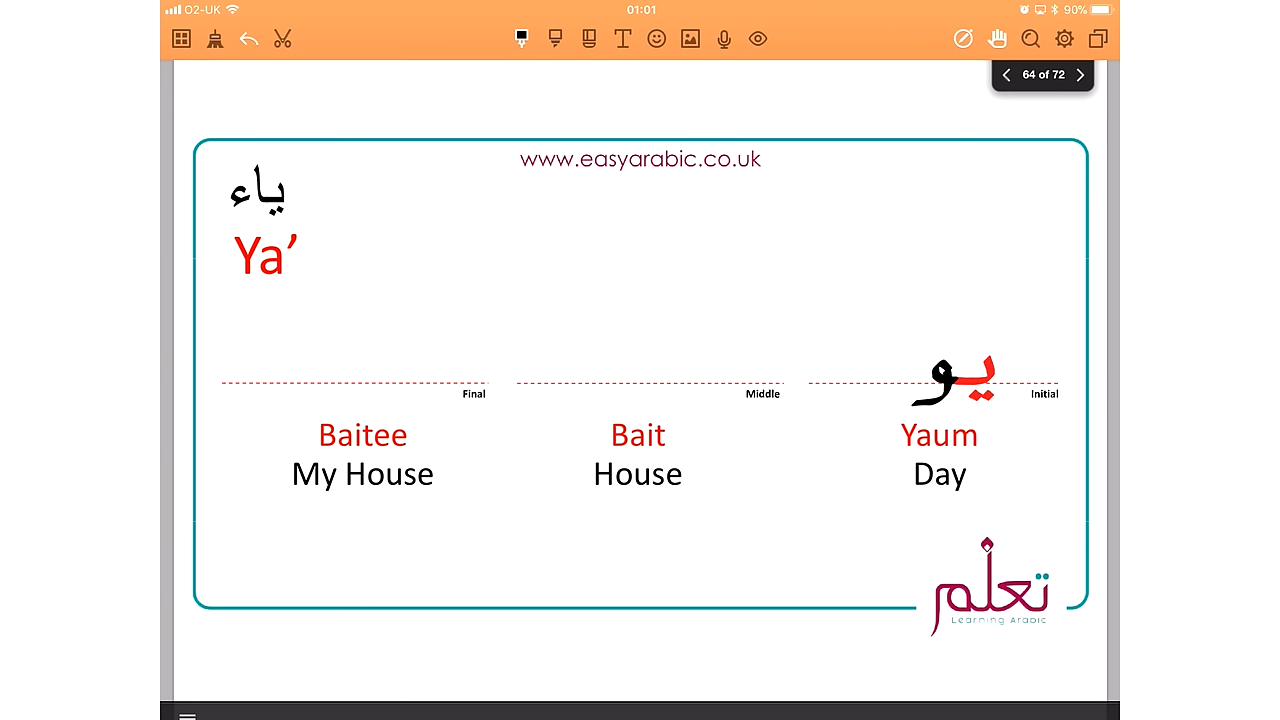 O2-UK 01:01 90%
64 of 72
www.easyarabic.co.uk
ياء
Ya’
يو
Final Middle Initial
Baitee Bait Yaum
My House House Day
تعلم
Learning Arabic